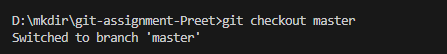 D:\mkdir\git-assignment-Preet>git checkout master
Switched to branch 'master'